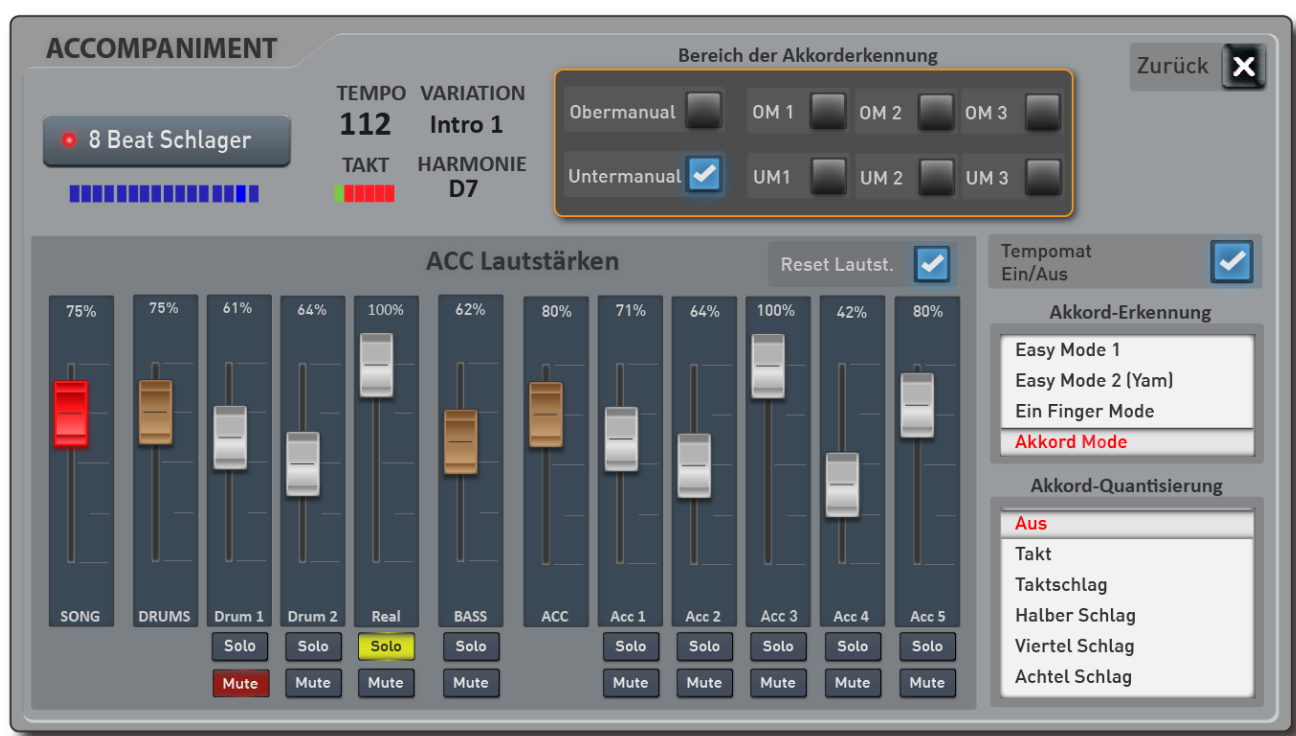 ACCOMPANIMENT
Bereich der Akkorderkennung
Zurück
TEMPO VARIATION
112 Intro 1
8 Beat Schlager
TAKT HARMONIE
D7
Obermanual OM 1 OM 2 OM 3
Untermanual UM1 UM 2 UM 3
ACC Lautstärken
Reset Lautst.
75% 75% 61% 64% 100% 62% 80% 71% 64% 100% 42% 80%
SONG DRUMS Drum 1 Drum 2 Real BASS ACC Acc 1 Acc 2 Acc 3 Acc 4 Acc 5
Solo Solo Solo Solo Solo Solo Solo Solo Solo
Mute Mute Mute Mute Mute Mute Mute Mute Mute
Tempomat
Ein/Aus
Akkord-Erkennung
Easy Mode 1
Easy Mode 2 (Yam)
Ein Finger Mode
Akkord Mode
Akkord-Quantisierung
Aus
Takt
Taktschlag
Halber Schlag
Viertel Schlag
Achtel Schlag